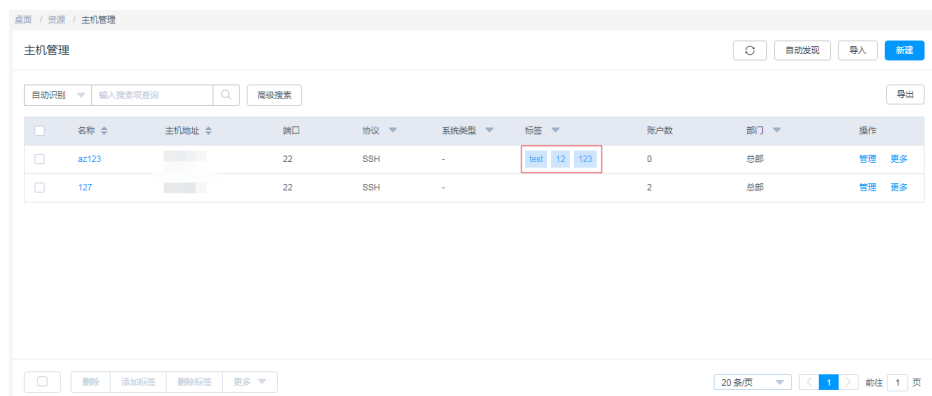 桌面 / 资源 / 主机管理
主机管理 自动发现 导入 新建
自动识别 输入搜索项查询 高级搜索 导出
名称 主机地址 端口 协议 系统类型 标签 账户数 部门 操作
az123 22 SSH - test 12 123 0 总部 管理 更多
127 22 SSH - 2 总部 管理 更多
删除 添加标签 删除标签 更多 20 条/页 1 前往 1 页